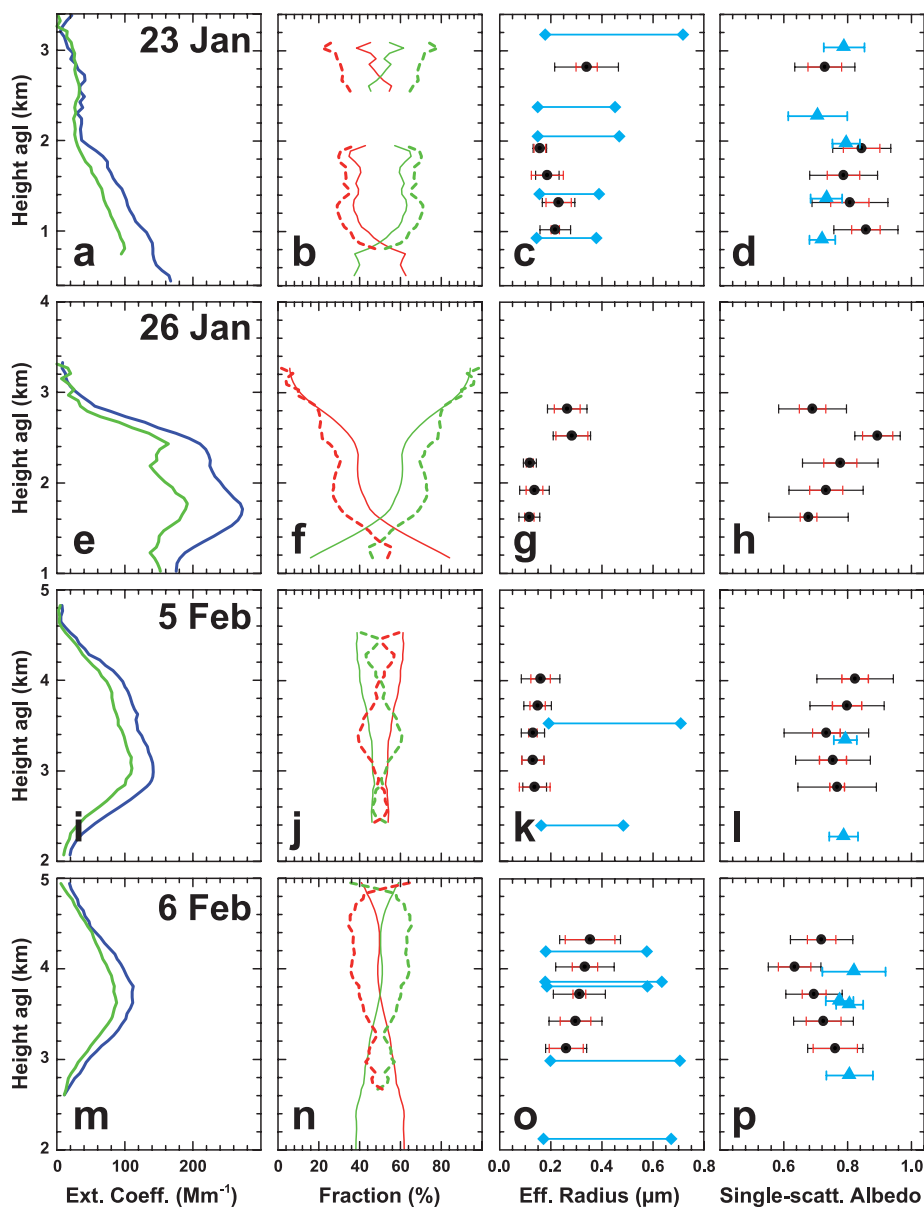 23 Jan
Height agl (km)
3
2
1
a
b
c
d
26 Jan
Height agl (km)
4
3
2
1
e
f
g
h
5 Feb
Height agl (km)
5
4
3
2
i
j
k
l
6 Feb
Height agl (km)
5
4
3
2
m
n
o
p
0 100 200
20 40 60 80
0.0 0.2 0.4 0.6 0.8
0.6 0.8 1.0
Ext. Coeff. (Mm⁻¹)
Fraction (%)
Eff. Radius (µm)
Single-scatt. Albedo